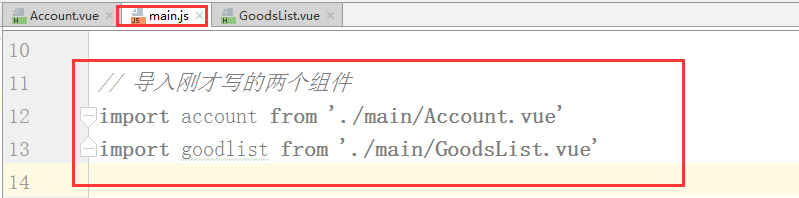 Account.vue main.js GoodsList.vue
10
11 // 导入刚才写的两个组件
12 import account from './main/Account.vue'
13 import goodlist from './main/GoodsList.vue'
14